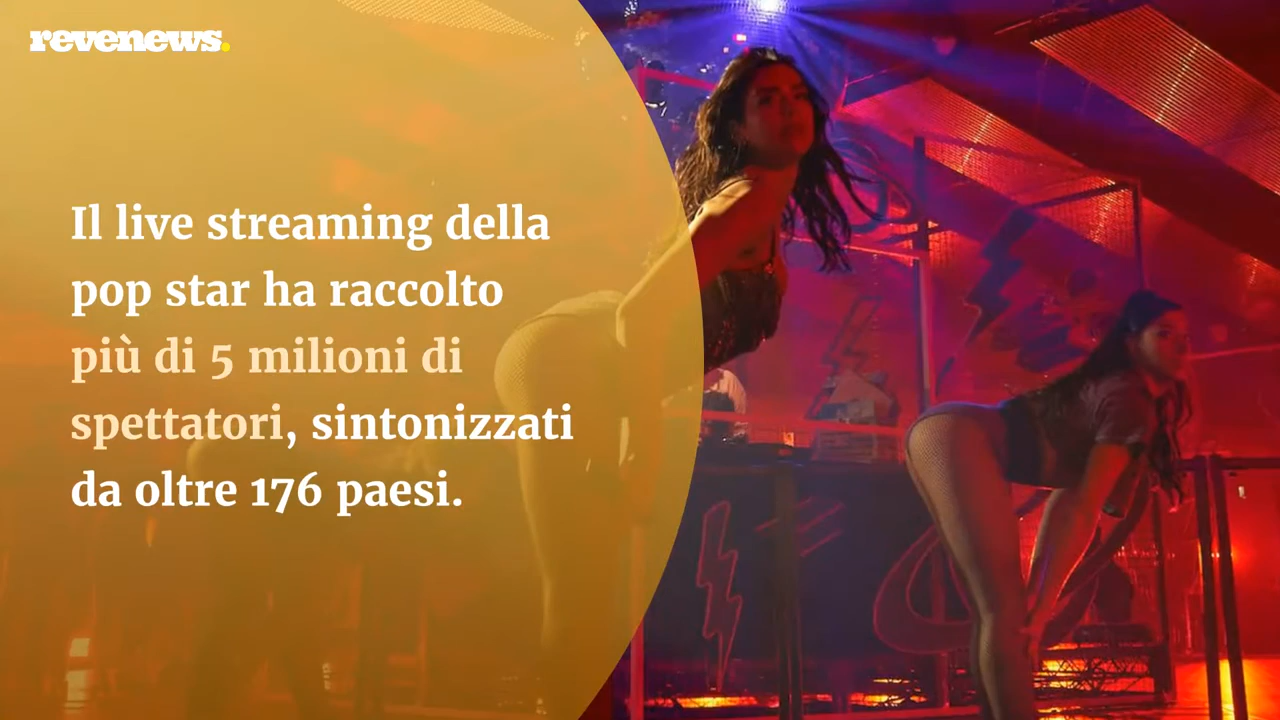 revenews.
Il live streaming della
pop star ha raccolto
più di 5 milioni di
spettatori, sintonizzati
da oltre 176 paesi.